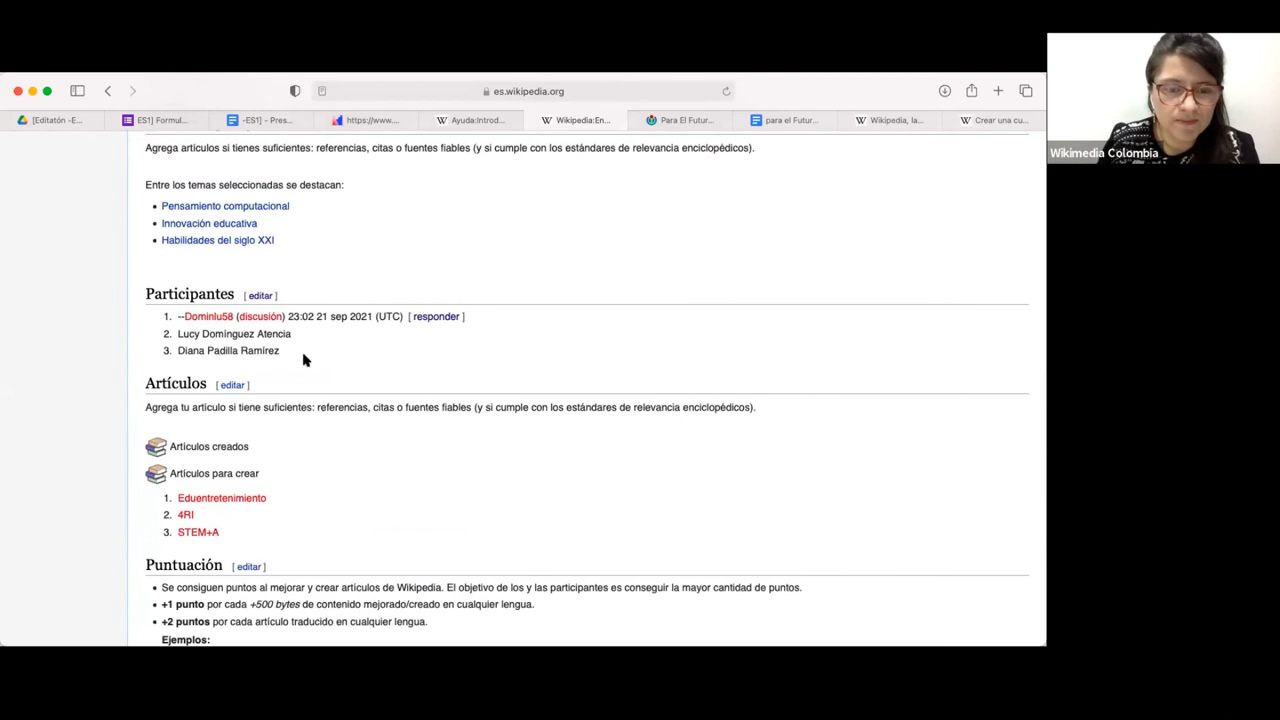 es.wikipedia.org
[Editatón -E...
ES1] Formul...
-ES1] - Pres...
https://www....
Ayuda:Introd...
Wikipedia:En...
Para El Futur...
para el Futur...
Wikipedia, la...
Crear una cu...
Wikimedia Colombia
Agrega artículos si tienes suficientes: referencias, citas o fuentes fiables (y si cumple con los estándares de relevancia enciclopédicos).
Entre los temas seleccionadas se destacan:
• Pensamiento computacional
• Innovación educativa
• Habilidades del siglo XXI
Participantes [ editar ]
1. --Dominlu58 (discusión) 23:02 21 sep 2021 (UTC) [ responder ]
2. Lucy Domínguez Atencia
3. Diana Padilla Ramírez
Artículos [ editar ]
Agrega tu artículo si tiene suficientes: referencias, citas o fuentes fiables (y si cumple con los estándares de relevancia enciclopédicos).
Artículos creados
Artículos para crear
1. Eduentretenimiento
2. 4RI
3. STEM+A
Puntuación [ editar ]
• Se consiguen puntos al mejorar y crear artículos de Wikipedia. El objetivo de los y las participantes es conseguir la mayor cantidad de puntos.
• +1 punto por cada +500 bytes de contenido mejorado/creado en cualquier lengua.
• +2 puntos por cada artículo traducido en cualquier lengua.
Ejemplos: